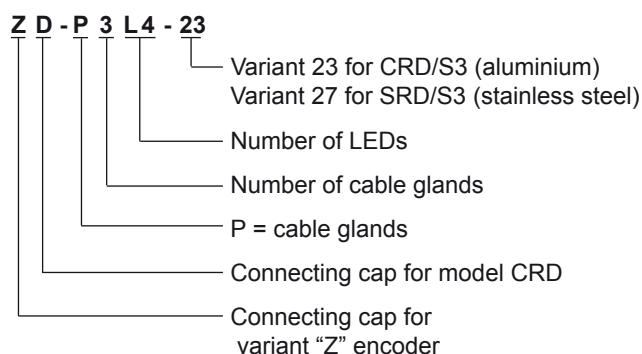 Z D - P 3 L 4 - 23
Variant 23 for CRD/S3 (aluminium)
Variant 27 for SRD/S3 (stainless steel)
Number of LEDs
Number of cable glands
P = cable glands
Connecting cap for model CRD
Connecting cap for
variant “Z” encoder